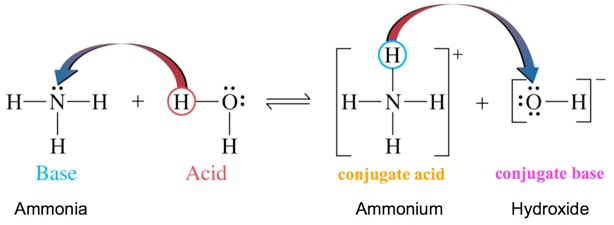 H + H
H—N—H + H—O: ⇌ H—N—H + :O—H −
H H H
Base Acid conjugate acid conjugate base
Ammonia Ammonium Hydroxide